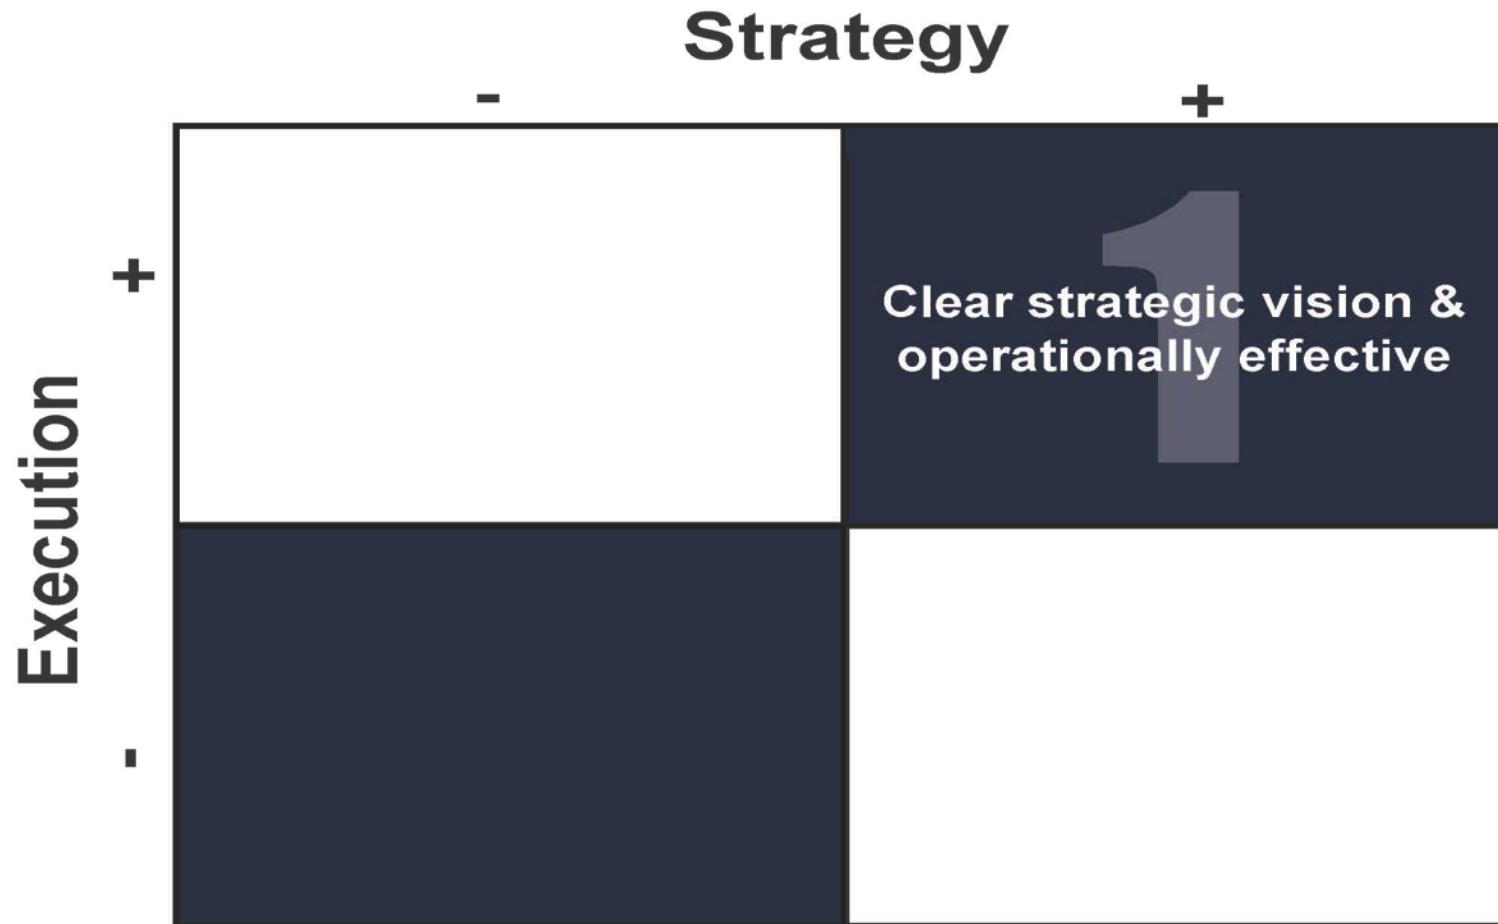 Strategy
- +
+
1
Clear strategic vision &
operationally effective
Execution
-